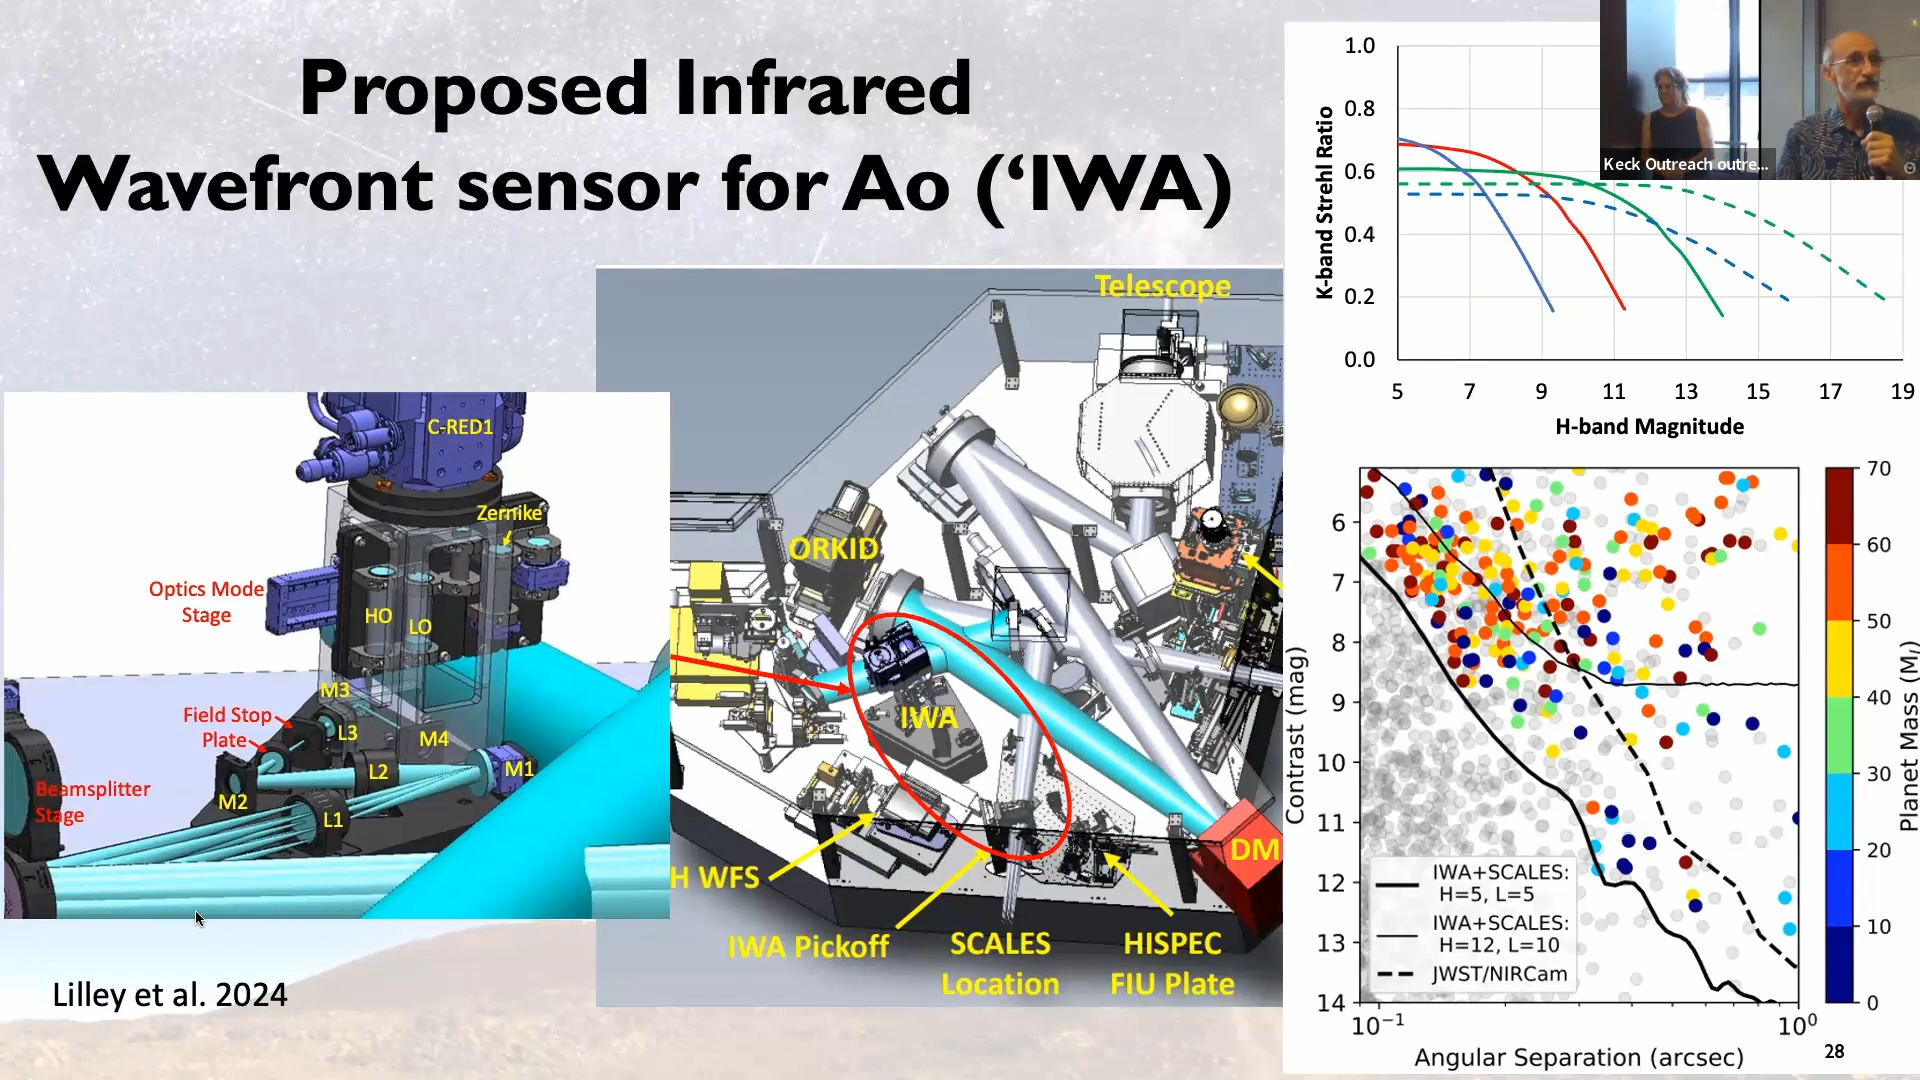 Proposed Infrared
Wavefront sensor for Ao (‘IWA)
C-RED1
Zernike
Optics Mode
Stage
HO
LO
M3
Field Stop
Plate
L3
M4
L2
M1
M2
Beamsplitter
Stage
L1
Lilley et al. 2024
Telescope
ORKID
IWA
DM
H WFS
IWA Pickoff
SCALES
Location
HISPEC
FIU Plate
Keck Outreach outre...
K-band Strehl Ratio
1.0
0.8
0.6
0.4
0.2
0.0
5 7 9 11 13 15 17 19
H-band Magnitude
Contrast (mag)
6
7
8
9
10
11
12
13
14
IWA+SCALES:
H=5, L=5
IWA+SCALES:
H=12, L=10
JWST/NIRCam
10⁻¹ 10⁰
Angular Separation (arcsec)
70
60
50
40
30
20
10
0
Planet Mass (MJ)
28